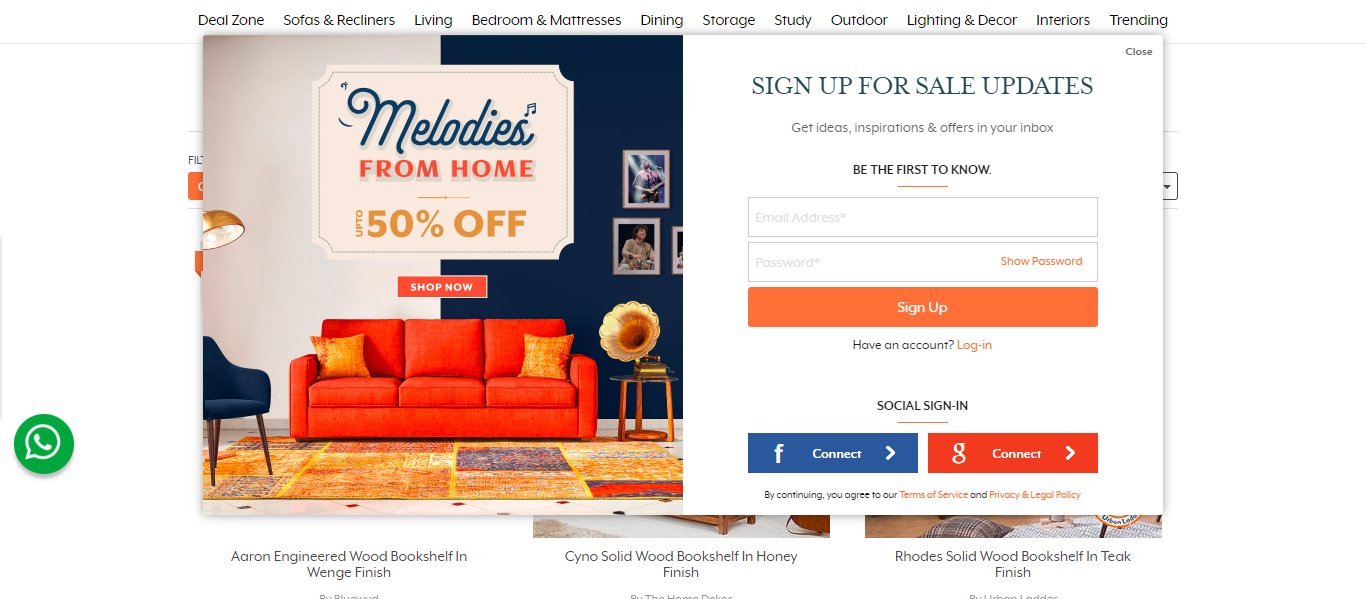 Deal Zone Sofas & Recliners Living Bedroom & Mattresses Dining Storage Study Outdoor Lighting & Decor Interiors Trending
Close
Melodies
FROM HOME
UPTO
50% OFF
SHOP NOW
SIGN UP FOR SALE UPDATES
Get ideas, inspirations & offers in your inbox
BE THE FIRST TO KNOW.
Email Address*
Password*
Show Password
Sign Up
Have an account? Log-in
SOCIAL SIGN-IN
f Connect
g Connect
By continuing, you agree to our Terms of Service and Privacy & Legal Policy
Urban Ladder
Aaron Engineered Wood Bookshelf In
Wenge Finish
Cyno Solid Wood Bookshelf In Honey
Finish
Rhodes Solid Wood Bookshelf In Teak
Finish
By Bluewud
By The Home Dekor
By Urban Ladder